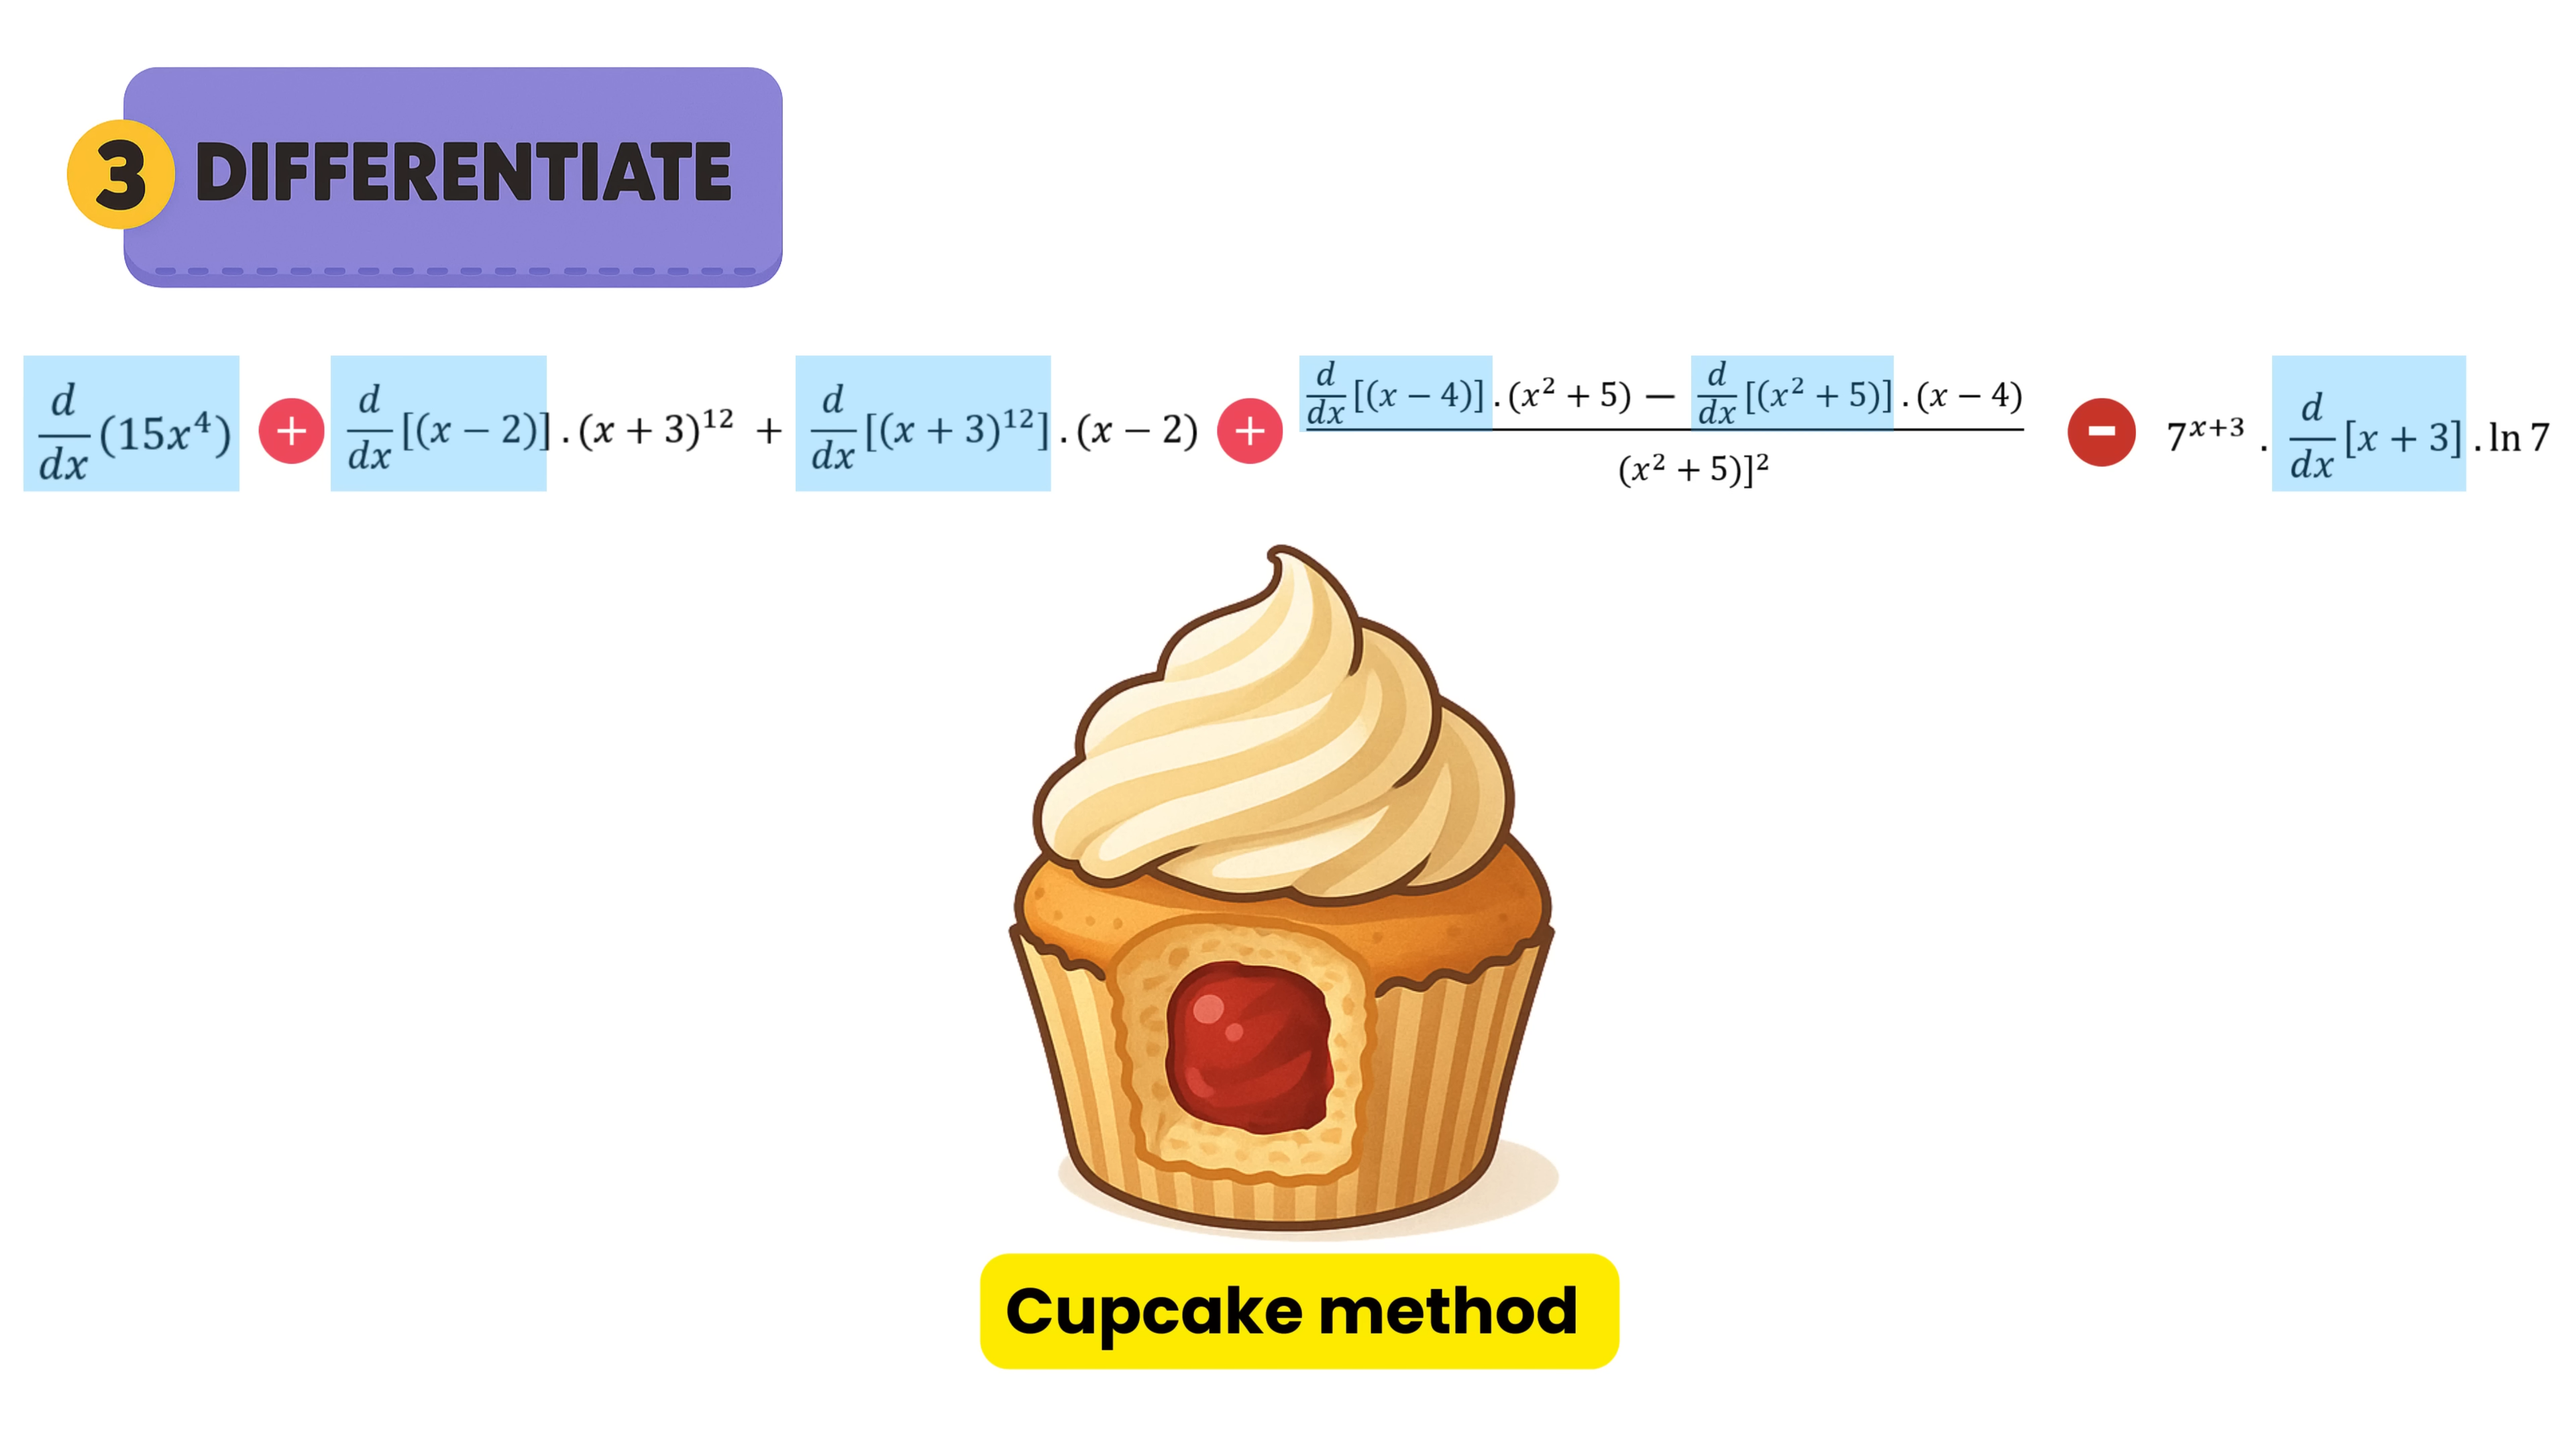 3 DIFFERENTIATE
d/dx (15x⁴) + d/dx [(x − 2)] . (x + 3)¹² + d/dx [(x + 3)¹²] . (x − 2) + (d/dx [(x − 4)] . (x² + 5) − d/dx [(x² + 5)] . (x − 4)) / (x² + 5)]² - 7ˣ⁺³ . d/dx [x + 3] . ln 7
Cupcake method